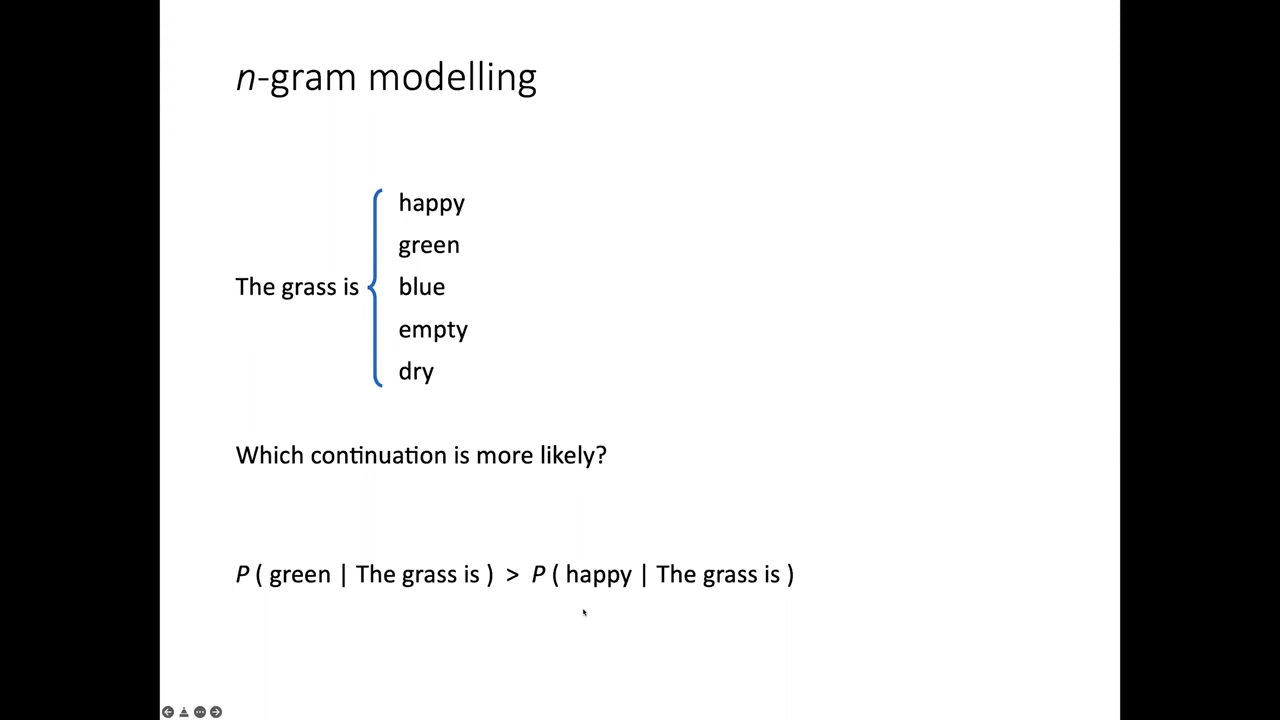 n-gram modelling
happy
green
The grass is
blue
empty
dry
Which continuation is more likely?
P ( green | The grass is ) > P ( happy | The grass is )